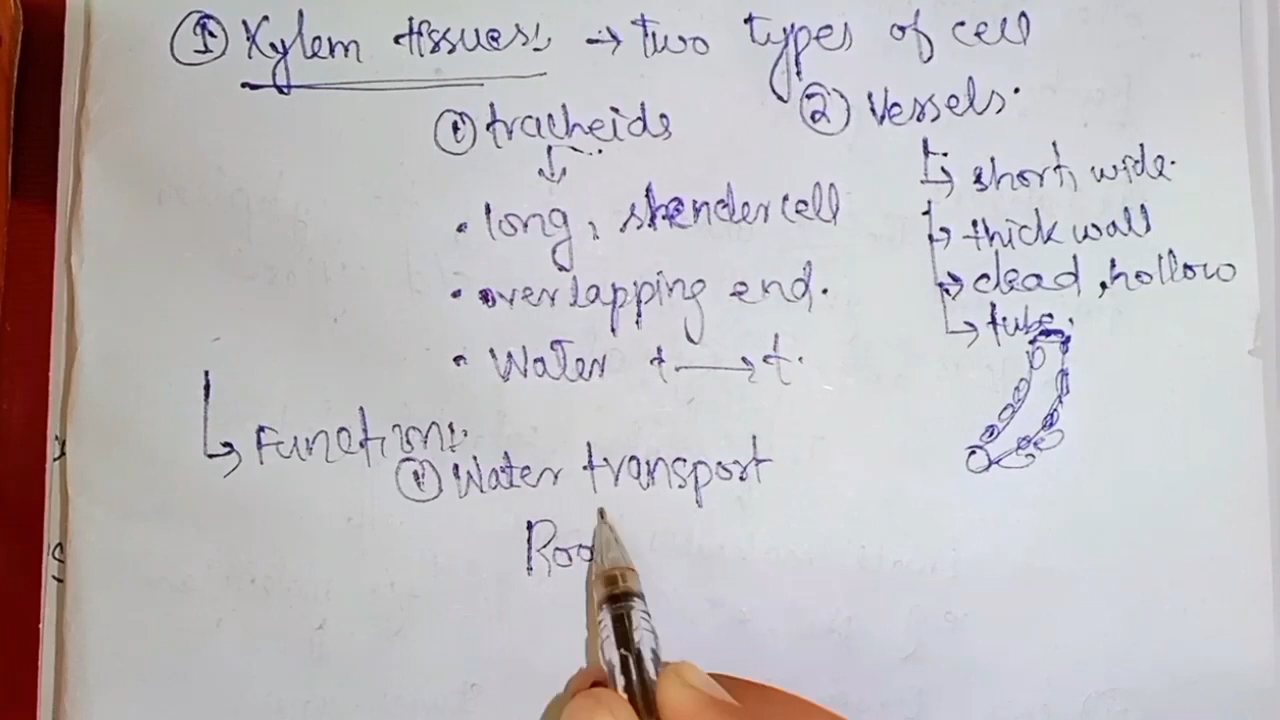 ① Xylem tissues: → two types of cell
① tracheids
• long, slender cell
• overlapping end.
• Water t → t.
② Vessels.
↳ short, wide.
↳ thick wall
↳ dead, hollow
↳ tube.
↳ Function:
① Water transport
Roo